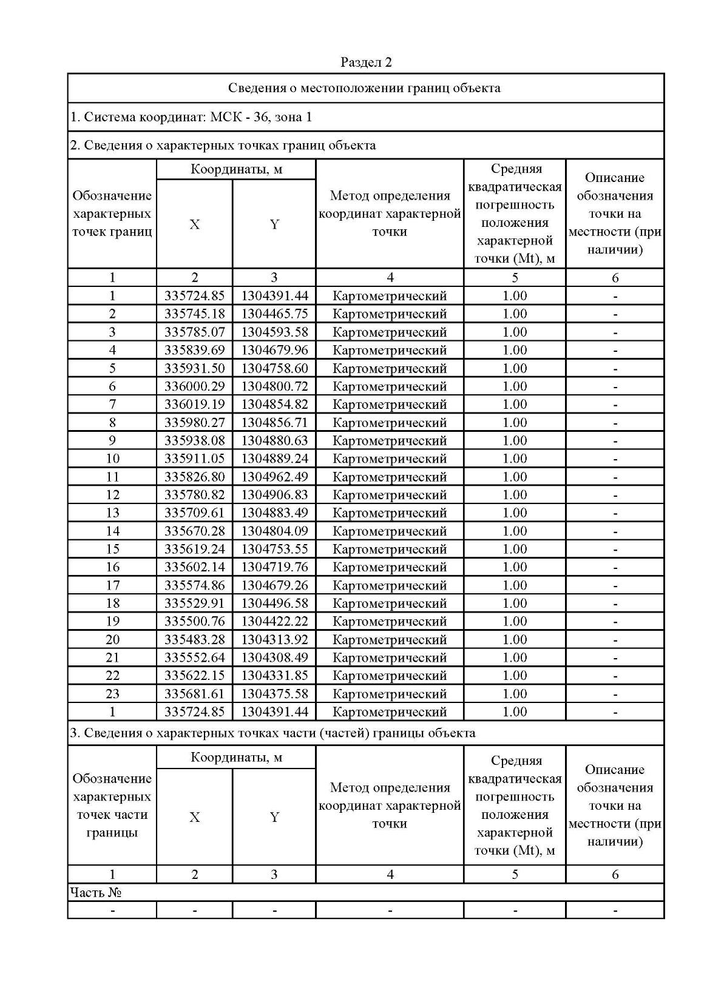 Раздел 2
Сведения о местоположении границ объекта
1. Система координат: МСК - 36, зона 1
2. Сведения о характерных точках границ объекта
Обозначение
характерных
точек границ
Координаты, м
X
Y
Метод определения
координат характерной
точки
Средняя
квадратическая
погрешность
положения
характерной
точки (Mt), м
Описание
обозначения
точки на
местности (при
наличии)
1 2 3 4 5 6
1 335724.85 1304391.44 Картометрический 1.00 -
2 335745.18 1304465.75 Картометрический 1.00 -
3 335785.07 1304593.58 Картометрический 1.00 -
4 335839.69 1304679.96 Картометрический 1.00 -
5 335931.50 1304758.60 Картометрический 1.00 -
6 336000.29 1304800.72 Картометрический 1.00 -
7 336019.19 1304854.82 Картометрический 1.00 -
8 335980.27 1304856.71 Картометрический 1.00 -
9 335938.08 1304880.63 Картометрический 1.00 -
10 335911.05 1304889.24 Картометрический 1.00 -
11 335826.80 1304962.49 Картометрический 1.00 -
12 335780.82 1304906.83 Картометрический 1.00 -
13 335709.61 1304883.49 Картометрический 1.00 -
14 335670.28 1304804.09 Картометрический 1.00 -
15 335619.24 1304753.55 Картометрический 1.00 -
16 335602.14 1304719.76 Картометрический 1.00 -
17 335574.86 1304679.26 Картометрический 1.00 -
18 335529.91 1304496.58 Картометрический 1.00 -
19 335500.76 1304422.22 Картометрический 1.00 -
20 335483.28 1304313.92 Картометрический 1.00 -
21 335552.64 1304308.49 Картометрический 1.00 -
22 335622.15 1304331.85 Картометрический 1.00 -
23 335681.61 1304375.58 Картометрический 1.00 -
1 335724.85 1304391.44 Картометрический 1.00 -
3. Сведения о характерных точках части (частей) границы объекта
Обозначение
характерных
точек части
границы
Координаты, м
X
Y
Метод определения
координат характерной
точки
Средняя
квадратическая
погрешность
положения
характерной
точки (Mt), м
Описание
обозначения
точки на
местности (при
наличии)
1 2 3 4 5 6
Часть №
- - - - - -